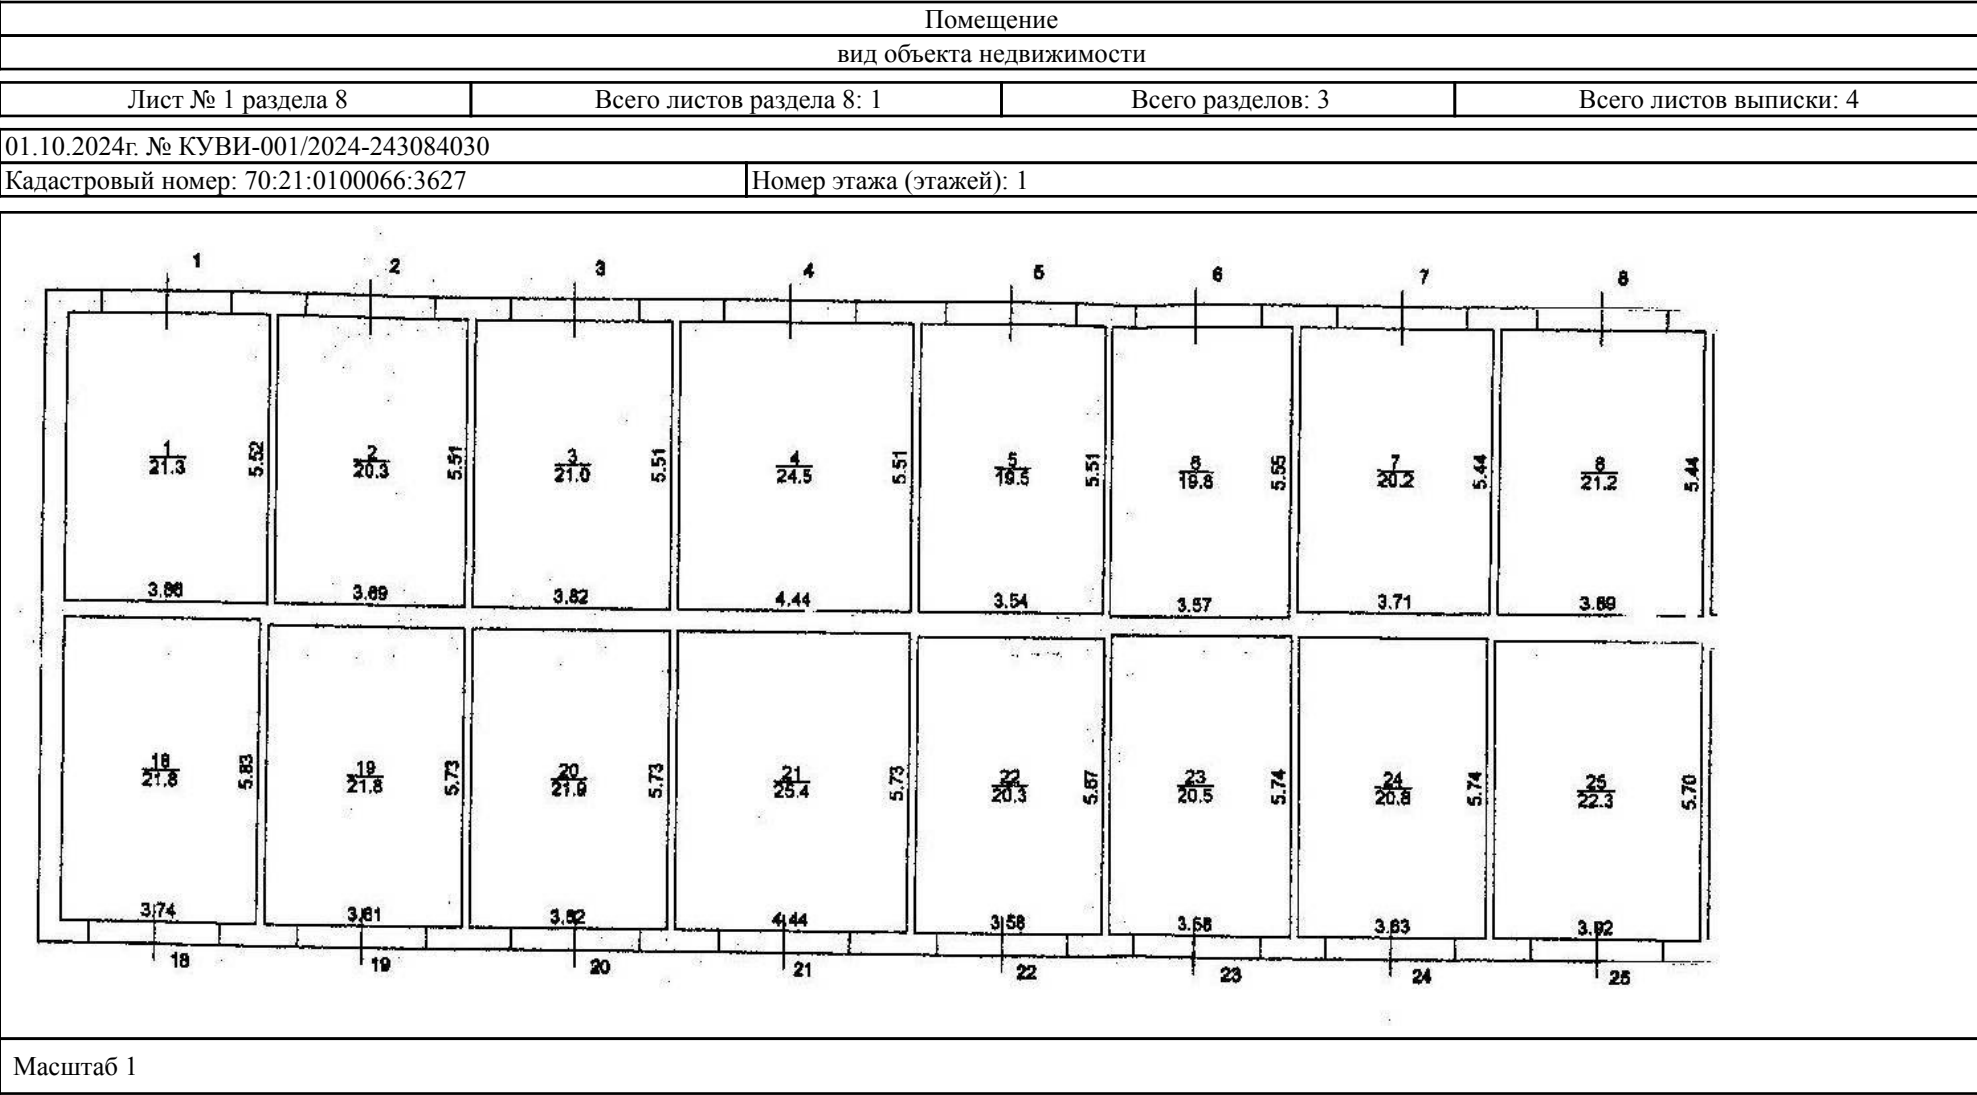 Помещение
вид объекта недвижимости
Лист № 1 раздела 8 Всего листов раздела 8: 1 Всего разделов: 3 Всего листов выписки: 4
01.10.2024г. № КУВИ-001/2024-243084030
Кадастровый номер: 70:21:0100066:3627 Номер этажа (этажей): 1
1 2 3 4 5 6 7 8
1 2 3 4 5 6 7 8
21.3 5.52 20.3 5.51 21.0 5.51 24.5 5.51 19.5 5.51 19.8 5.55 20.2 5.44 21.2 5.44
3.86 3.69 3.82 4.44 3.54 3.57 3.71 3.89
18 19 20 21 22 23 24 25
21.8 5.83 21.8 5.73 21.9 5.73 25.4 5.73 20.3 5.67 20.5 5.74 20.8 5.74 22.3 5.70
3.74 3.81 3.82 4.44 3.58 3.58 3.63 3.92
18 19 20 21 22 23 24 25
Масштаб 1